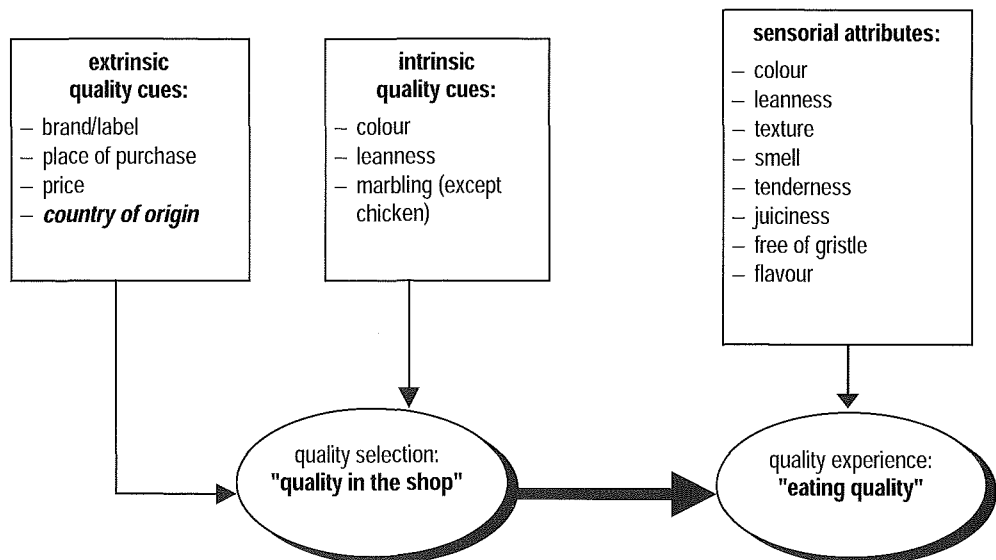 extrinsic
quality cues:
– brand/label
– place of purchase
– price
– country of origin
intrinsic
quality cues:
– colour
– leanness
– marbling (except
chicken)
sensorial attributes:
– colour
– leanness
– texture
– smell
– tenderness
– juiciness
– free of gristle
– flavour
quality selection:
"quality in the shop"
quality experience:
"eating quality"